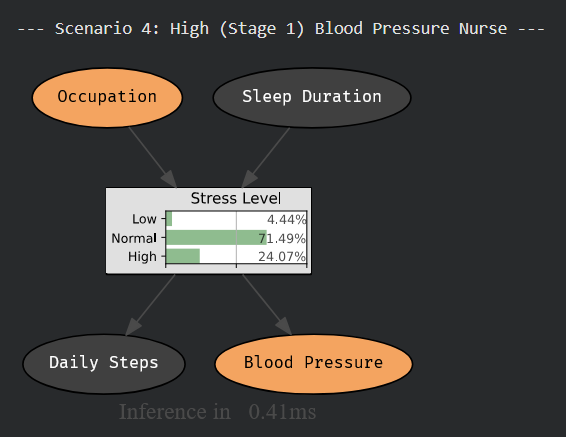 --- Scenario 4: High (Stage 1) Blood Pressure Nurse ---
Occupation
Sleep Duration
Stress Level
Low 4.44%
Normal 71.49%
High 24.07%
Daily Steps
Blood Pressure
Inference in 0.41ms